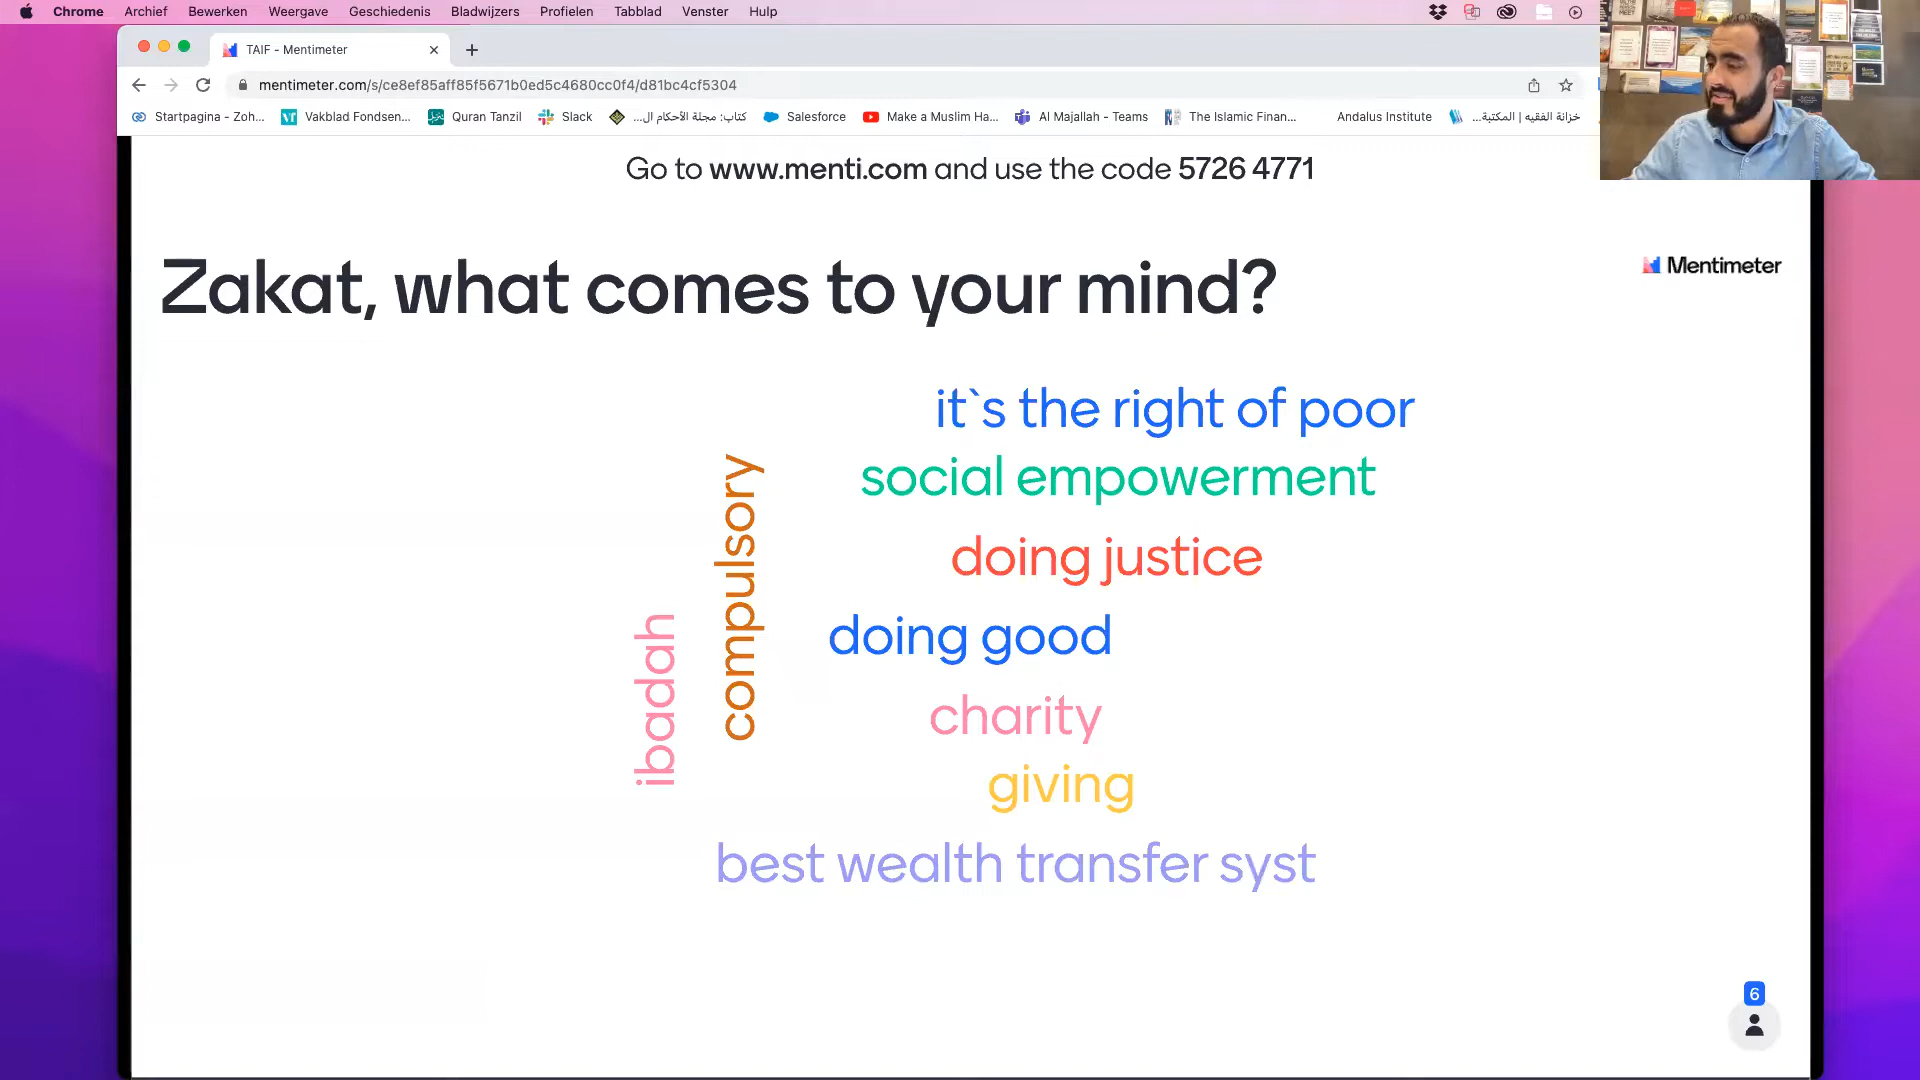 Chrome Archief Bewerken Weergave Geschiedenis Bladwijzers Profielen Tabblad Venster Hulp
TAIF - Mentimeter
mentimeter.com/s/ce8ef85aff85f5671b0ed5c4680cc0f4/d81bc4cf5304
Startpagina - Zoh... Vakblad Fondsen... Quran Tanzil Slack كتاب: مجلة الأحكام ال... Salesforce Make a Muslim Ha... Al Majallah - Teams The Islamic Finan... Andalus Institute خزانة الفقيه | المكتبة...
Go to www.menti.com and use the code 5726 4771
Zakat, what comes to your mind?
Mentimeter
it`s the right of poor
social empowerment
compulsory
doing justice
doing good
ibadah
charity
giving
best wealth transfer syst
6